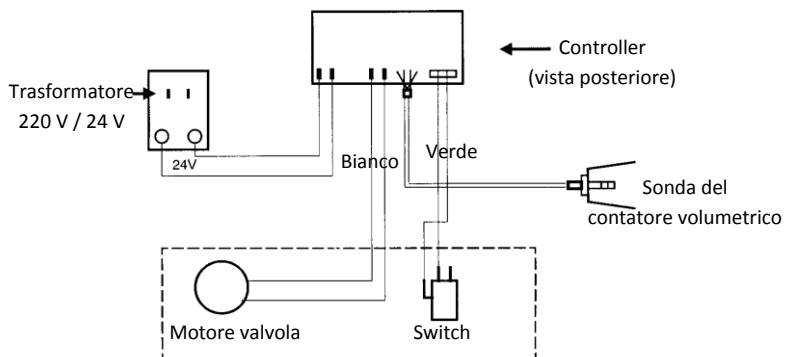 Controller
(vista posteriore)
Trasformatore
220 V / 24 V
24V
Bianco
Verde
Sonda del
contatore volumetrico
Motore valvola
Switch